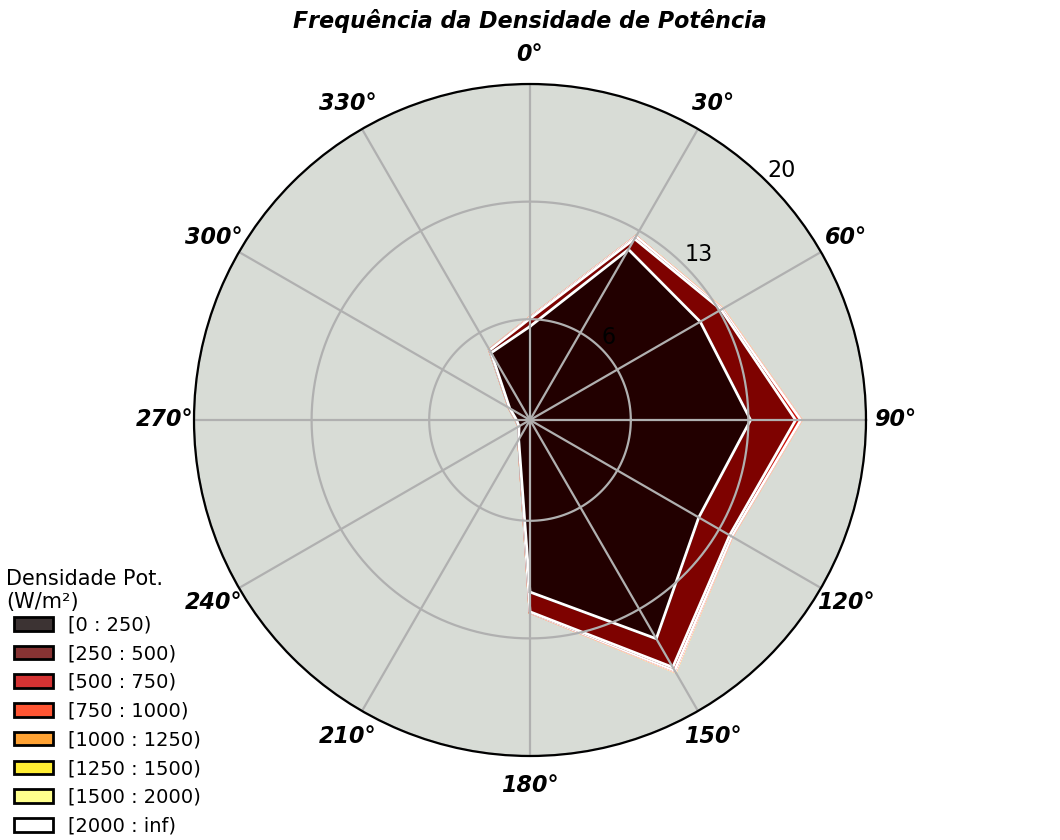 Frequência da Densidade de Potência
0°
330°
30°
20
300°
60°
13
6
270°
90°
240°
120°
210°
150°
180°
Densidade Pot.
(W/m²)
[0 : 250)
[250 : 500)
[500 : 750)
[750 : 1000)
[1000 : 1250)
[1250 : 1500)
[1500 : 2000)
[2000 : inf)